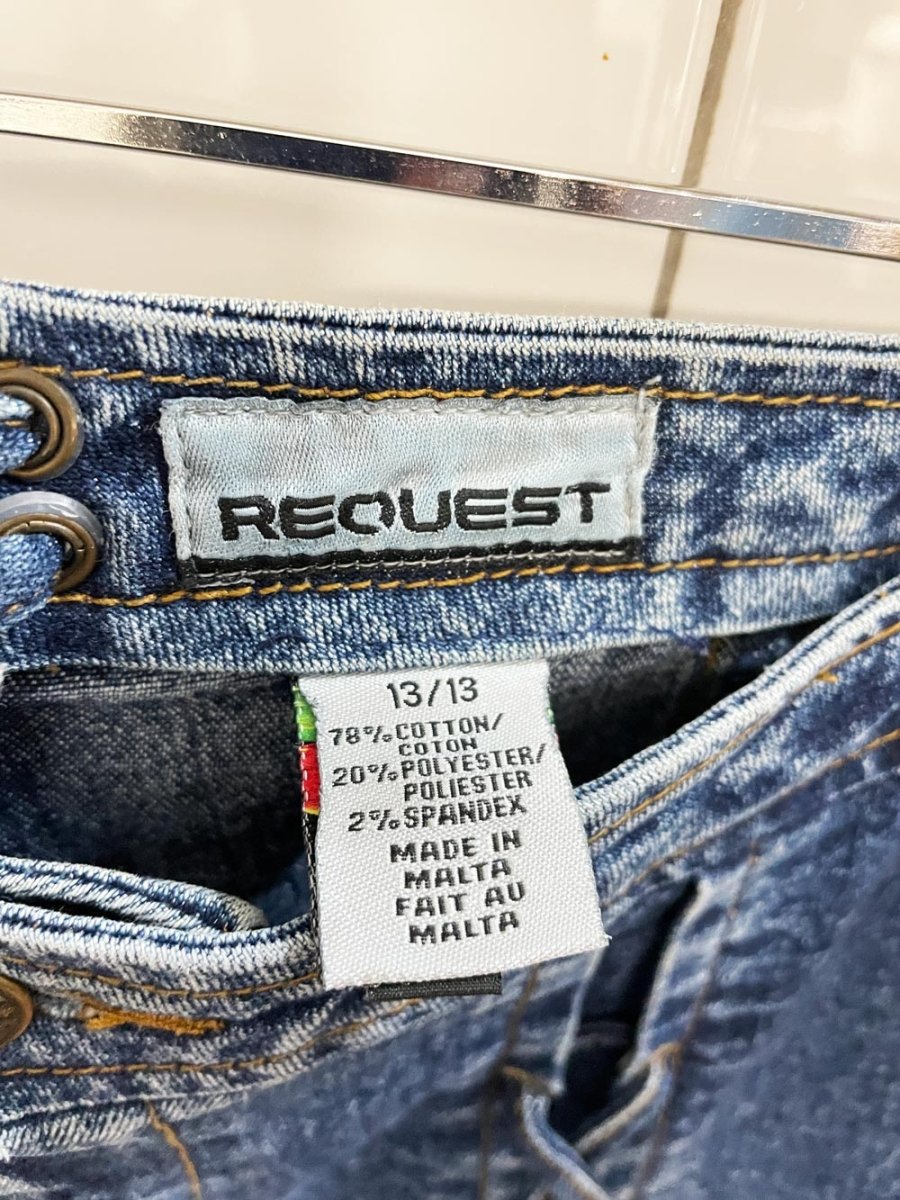 REQUEST
13/13
78% COTTON/
COTON
20% POLYESTER/
POLIESTER
2% SPANDEX
MADE IN
MALTA
FAIT AU
MALTA